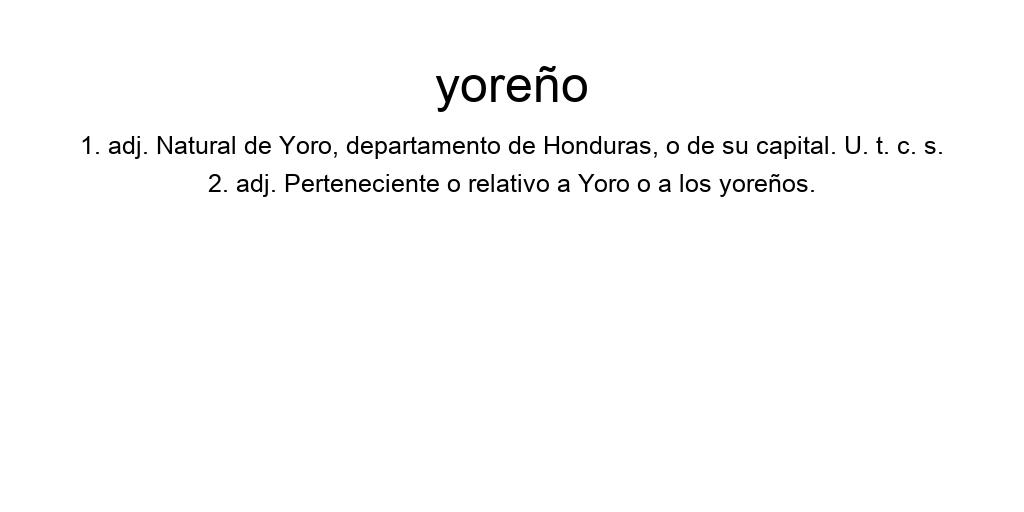 yoreño
1. adj. Natural de Yoro, departamento de Honduras, o de su capital. U. t. c. s.
2. adj. Perteneciente o relativo a Yoro o a los yoreños.